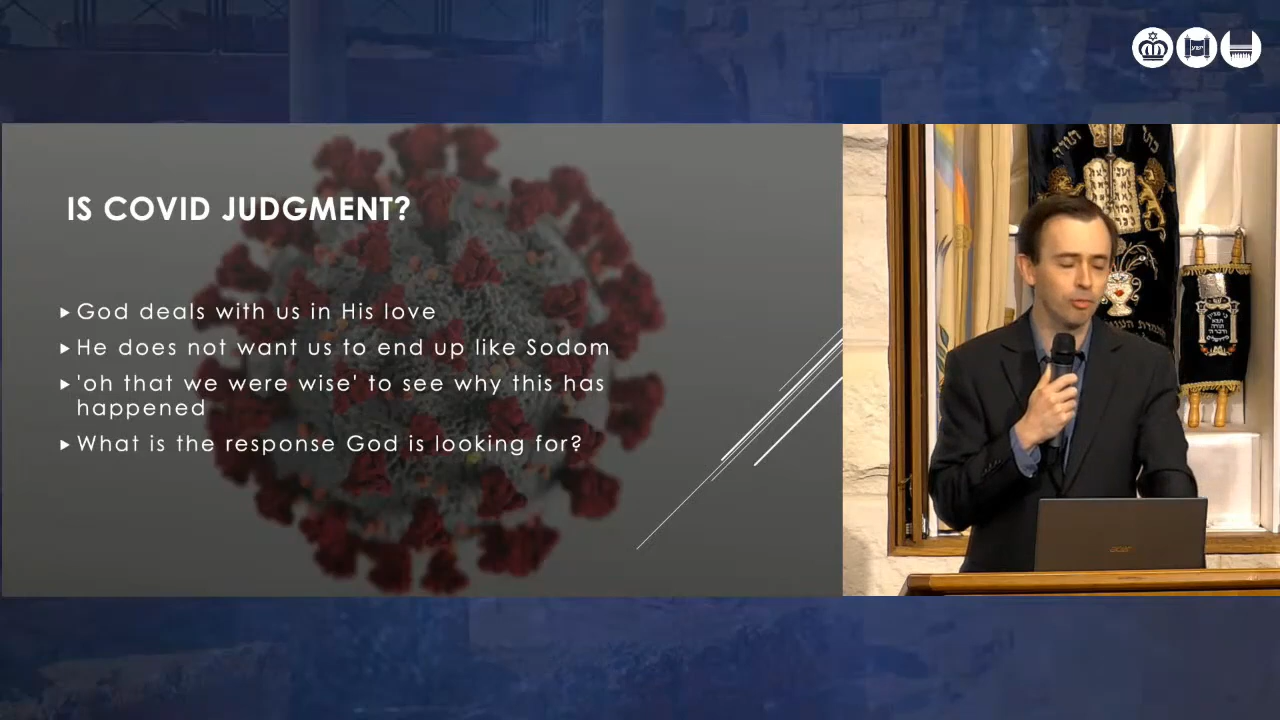 IS COVID JUDGMENT?
God deals with us in His love
He does not want us to end up like Sodom
'oh that we were wise' to see why this has
happened
What is the response God is looking for?
acer